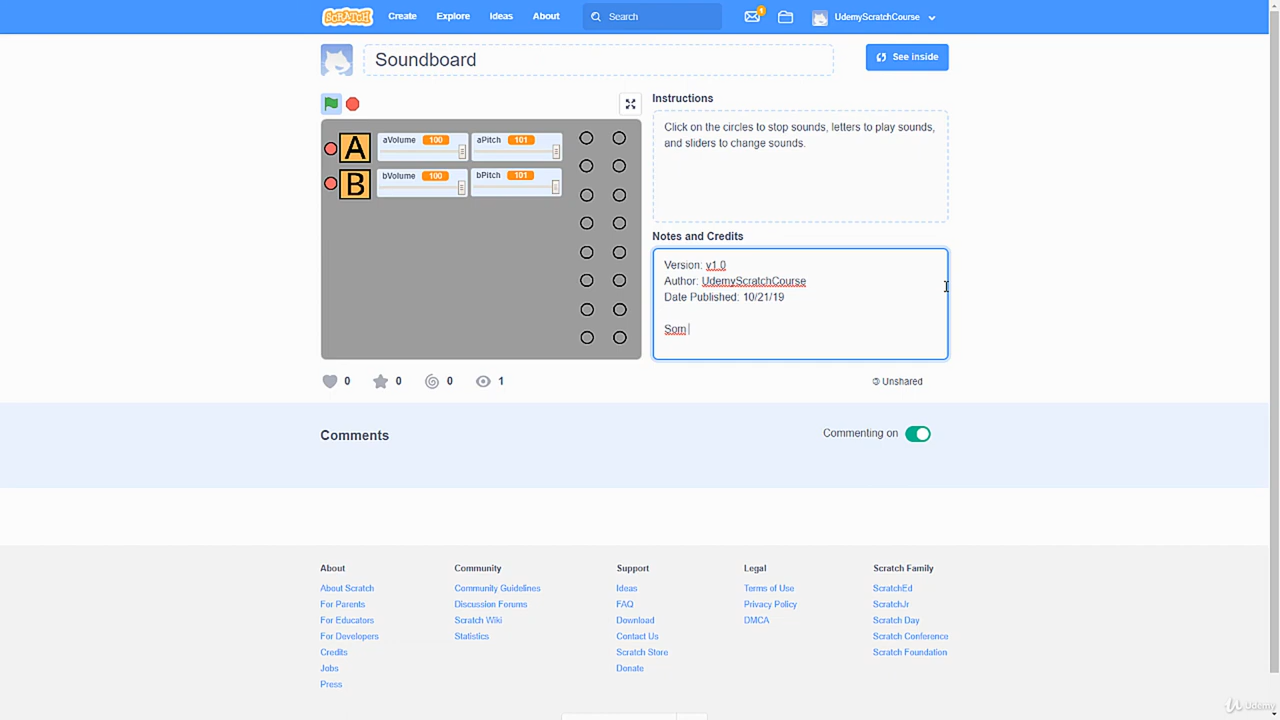 SCRATCH Create Explore Ideas About Search 1 UdemyScratchCourse
Soundboard
See inside
Instructions
Click on the circles to stop sounds, letters to play sounds,
and sliders to change sounds.
A aVolume 100 aPitch 101
B bVolume 100 bPitch 101
Notes and Credits
Version: v1.0
Author: UdemyScratchCourse
Date Published: 10/21/19
Som
0 0 0 1
Unshared
Comments
Commenting on
About Community Support Legal Scratch Family
About Scratch Community Guidelines Ideas Terms of Use ScratchEd
For Parents Discussion Forums FAQ Privacy Policy ScratchJr
For Educators Scratch Wiki Download DMCA Scratch Day
For Developers Statistics Contact Us Scratch Conference
Credits Scratch Store Scratch Foundation
Jobs Donate
Press
Udemy